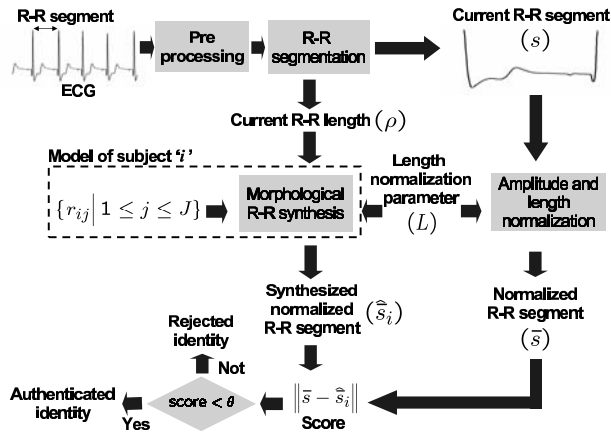 R-R segment
ECG
Pre
processing
R-R
segmentation
Current R-R segment
(s)
Current R-R length (ρ)
Model of subject 'i'
{r_ij | 1 ≤ j ≤ J}
Morphological
R-R synthesis
Length
normalization
parameter
(L)
Amplitude and
length
normalization
Synthesized
normalized
R-R segment
(ŝ̄_i)
Normalized
R-R segment
(s̄)
Rejected
identity
Not
Authenticated
identity
Yes
score < θ
‖s̄ − ŝ̄_i‖
Score